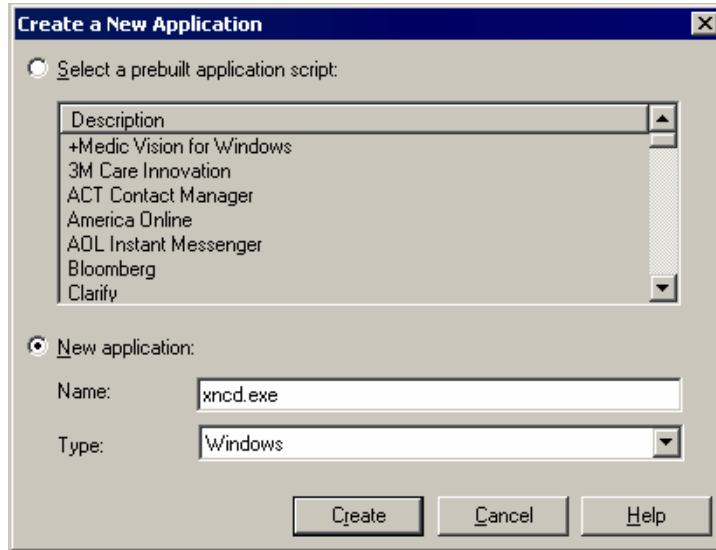 Create a New Application
Select a prebuilt application script:
Description
+Medic Vision for Windows
3M Care Innovation
ACT Contact Manager
America Online
AOL Instant Messenger
Bloomberg
Clarify
New application:
Name: xncd.exe
Type: Windows
Create Cancel Help